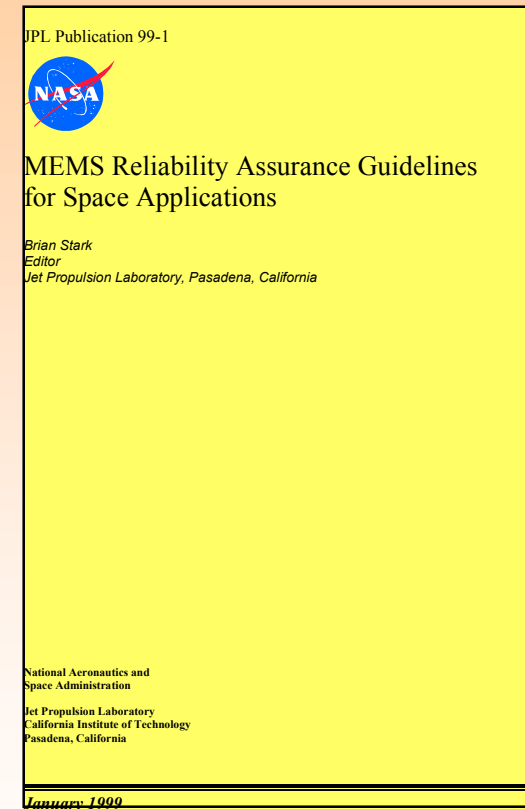 JPL Publication 99-1
NASA
MEMS Reliability Assurance Guidelines
for Space Applications
Brian Stark
Editor
Jet Propulsion Laboratory, Pasadena, California
National Aeronautics and
Space Administration
Jet Propulsion Laboratory
California Institute of Technology
Pasadena, California
January 1999